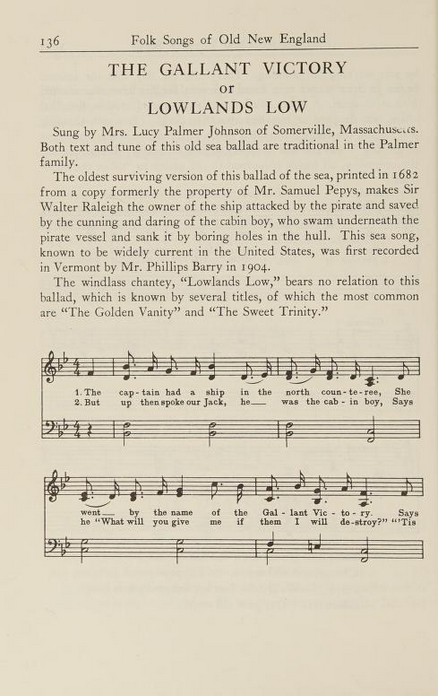 136 Folk Songs of Old New England
THE GALLANT VICTORY
or
LOWLANDS LOW
Sung by Mrs. Lucy Palmer Johnson of Somerville, Massachusetts.
Both text and tune of this old sea ballad are traditional in the Palmer
family.
The oldest surviving version of this ballad of the sea, printed in 1682
from a copy formerly the property of Mr. Samuel Pepys, makes Sir
Walter Raleigh the owner of the ship attacked by the pirate and saved
by the cunning and daring of the cabin boy, who swam underneath the
pirate vessel and sank it by boring holes in the hull. This sea song,
known to be widely current in the United States, was first recorded
in Vermont by Mr. Phillips Barry in 1904.
The windlass chantey, "Lowlands Low," bears no relation to this
ballad, which is known by several titles, of which the most common
are "The Golden Vanity" and "The Sweet Trinity."
1. The cap-tain had a ship in the north coun-te-ree, She
2. But up then spoke our Jack, he was the cab-in boy, Says
went by the name of the Gal-lant Vic-to-ry. Says
he "What will you give me if them I will de-stroy?" "'Tis